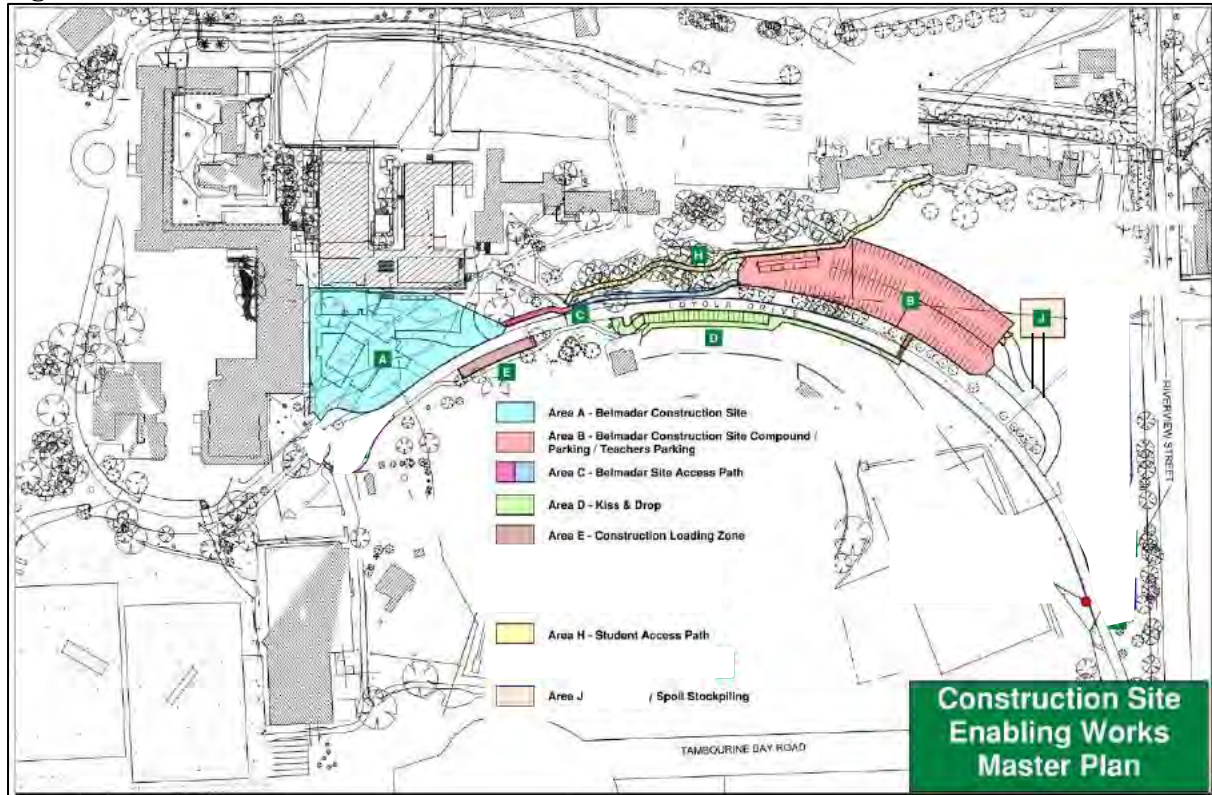 H
B
C
LOYOLA DRIVE
J
D
A
E
RIVERVIEW STREET
Area A - Belmadar Construction Site
Area B - Belmadar Construction Site Compound /
Parking / Teachers Parking
Area C - Belmadar Site Access Path
Area D - Kiss & Drop
Area E - Construction Loading Zone
Area H - Student Access Path
Area J / Spoil Stockpiling
Construction Site
Enabling Works
Master Plan
TAMBOURINE BAY ROAD